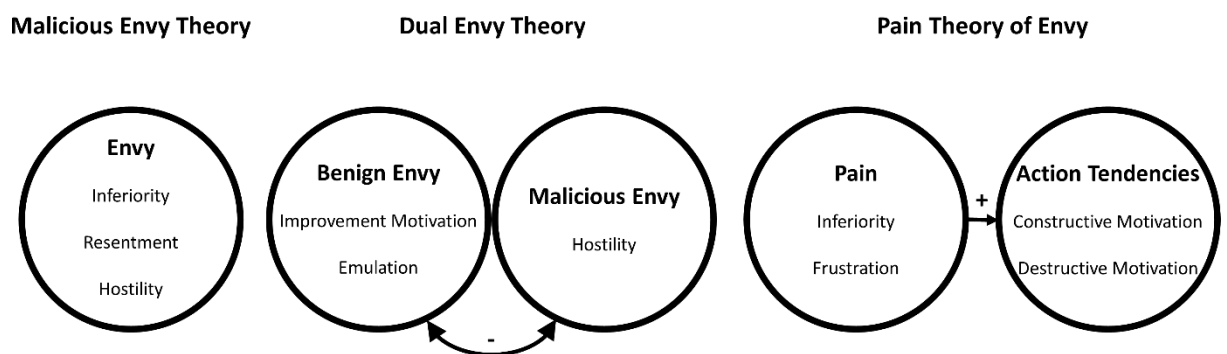 Malicious Envy Theory
Dual Envy Theory
Pain Theory of Envy
Envy
Inferiority
Resentment
Hostility
Benign Envy
Improvement Motivation
Emulation
Malicious Envy
Hostility
-
Pain
Inferiority
Frustration
+
Action Tendencies
Constructive Motivation
Destructive Motivation